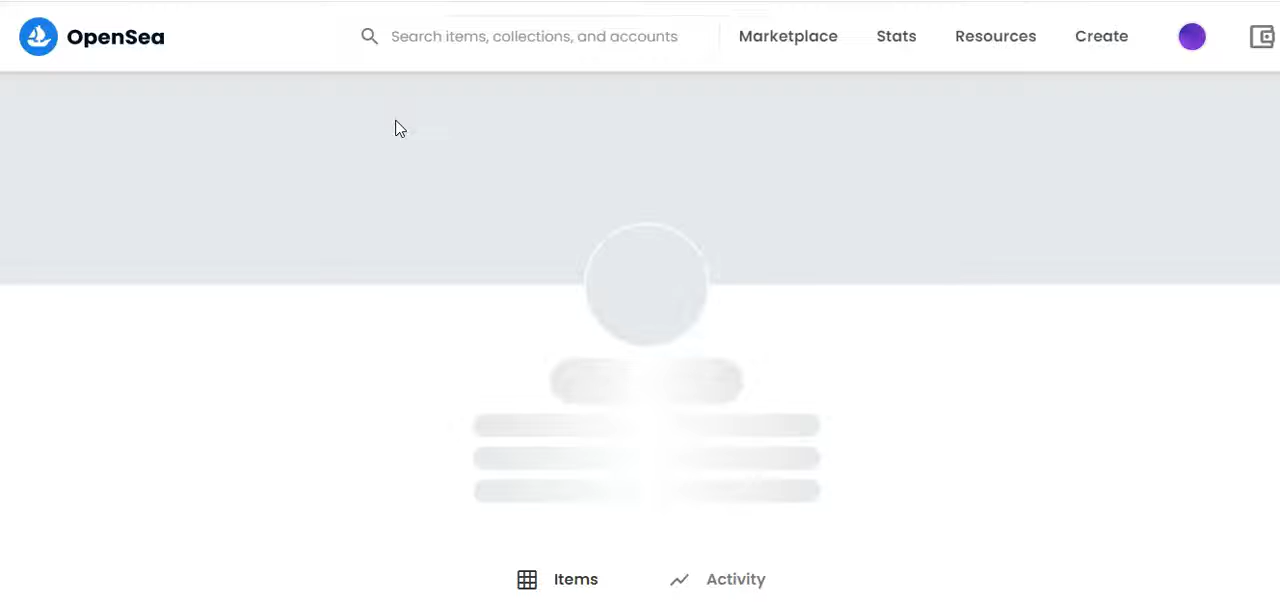 OpenSea
Search items, collections, and accounts
Marketplace
Stats
Resources
Create
Items
Activity